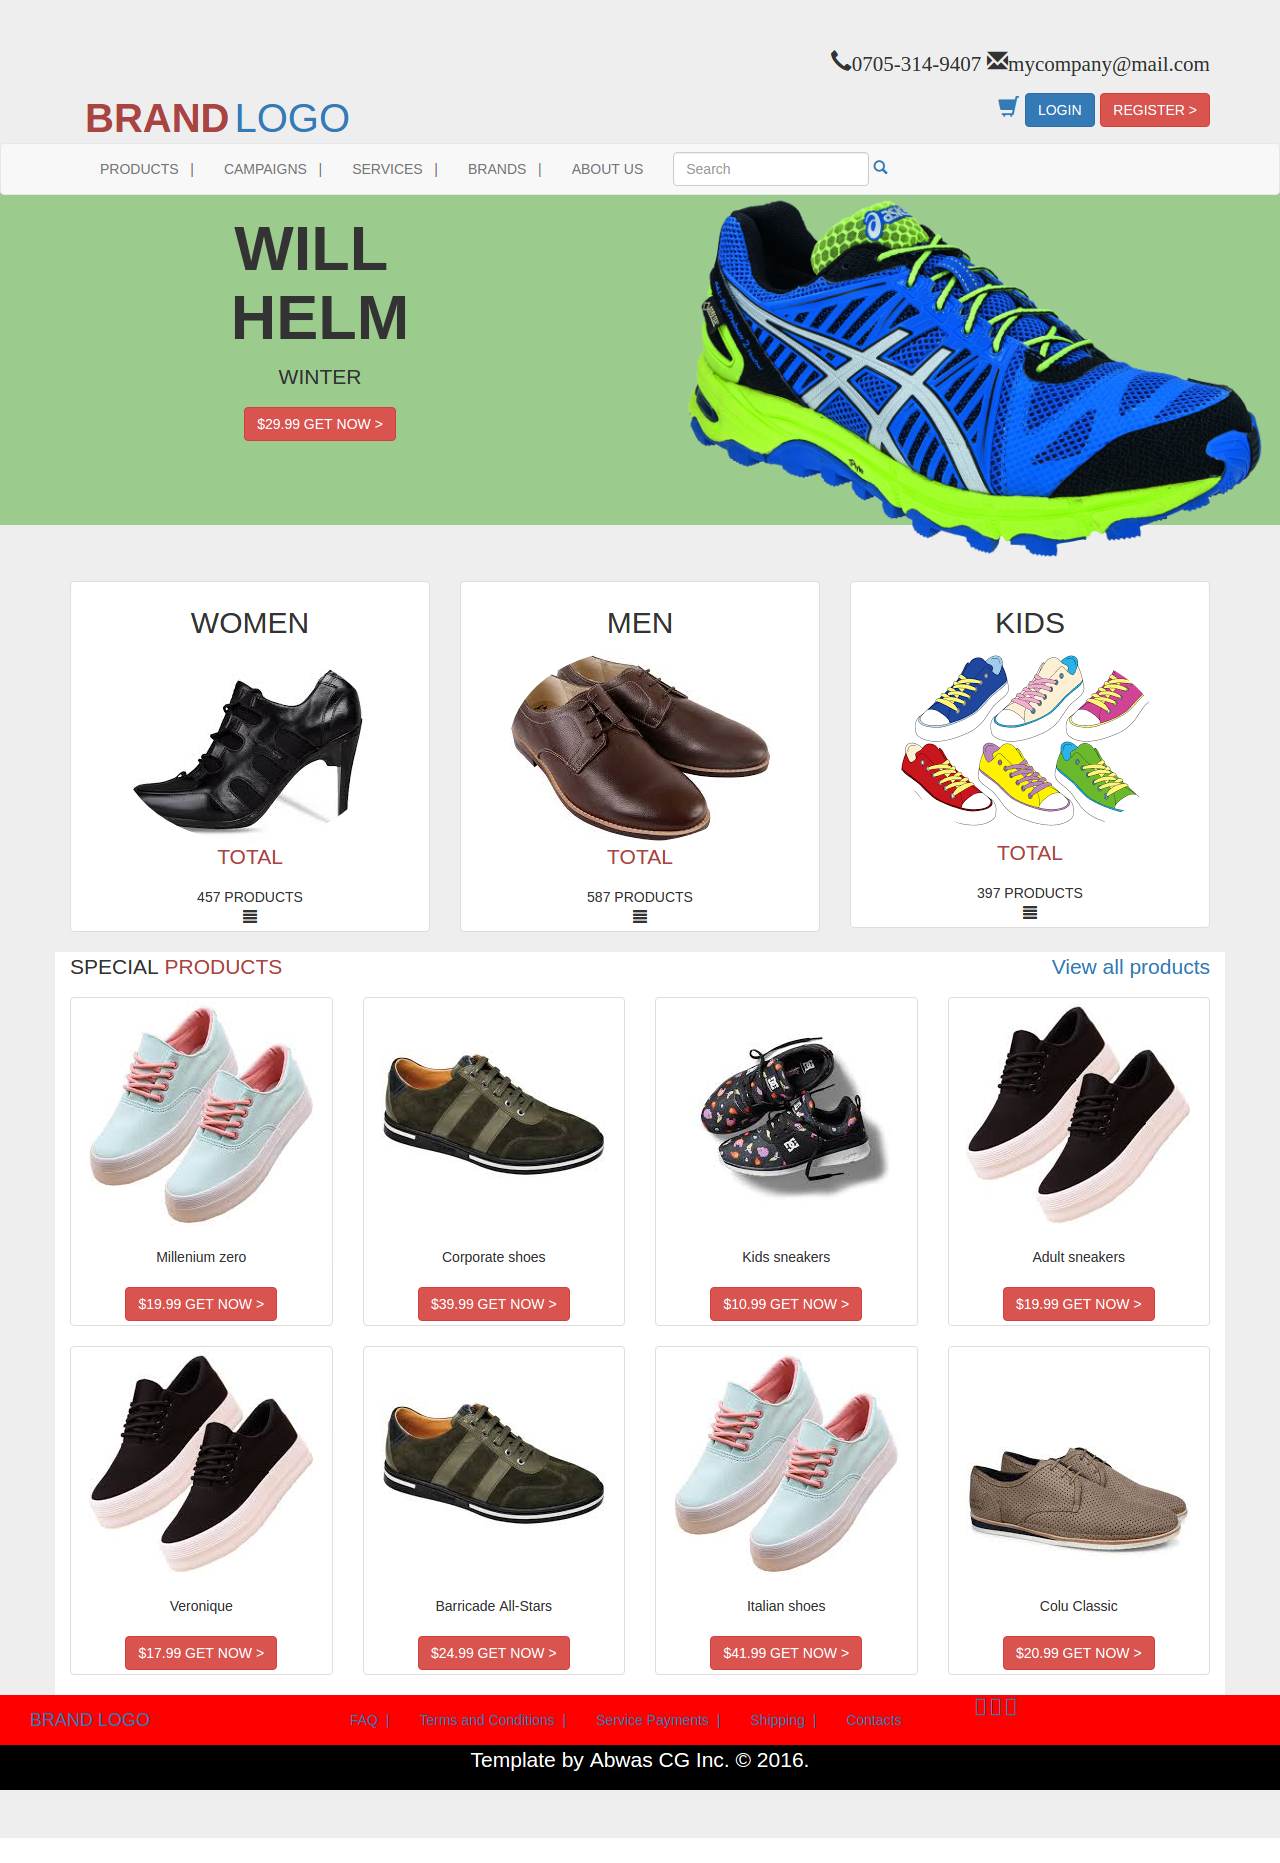 0705-314-9407 mycompany@mail.com
BRAND LOGO
LOGIN REGISTER >
PRODUCTS | CAMPAIGNS | SERVICES | BRANDS | ABOUT US Search
WILL
HELM
WINTER
$29.99 GET NOW >
asics
WOMEN
TOTAL
457 PRODUCTS
MEN
TOTAL
587 PRODUCTS
KIDS
TOTAL
397 PRODUCTS
SPECIAL PRODUCTS View all products
Millenium zero
$19.99 GET NOW >
Corporate shoes
$39.99 GET NOW >
Kids sneakers
$10.99 GET NOW >
Adult sneakers
$19.99 GET NOW >
Veronique
$17.99 GET NOW >
Barricade All-Stars
$24.99 GET NOW >
Italian shoes
$41.99 GET NOW >
Colu Classic
$20.99 GET NOW >
BRAND LOGO FAQ | Terms and Conditions | Service Payments | Shipping | Contacts
Template by Abwas CG Inc. © 2016.